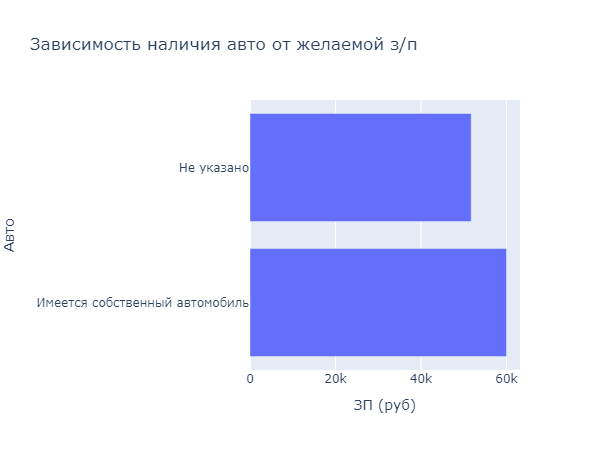 Зависимость наличия авто от желаемой з/п
Авто
Не указано
Имеется собственный автомобиль
0 20k 40k 60k
ЗП (руб)